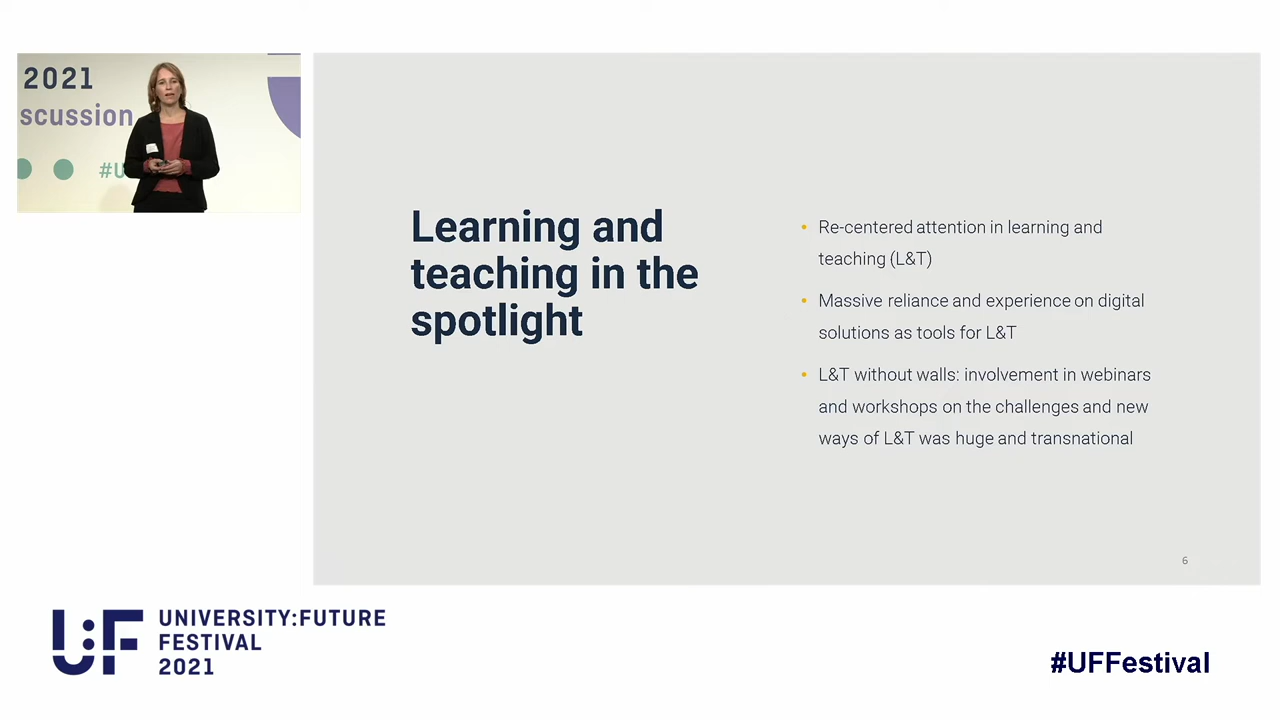 2021
scussion
#U
Learning and
teaching in the
spotlight
• Re-centered attention in learning and
teaching (L&T)
• Massive reliance and experience on digital
solutions as tools for L&T
• L&T without walls: involvement in webinars
and workshops on the challenges and new
ways of L&T was huge and transnational
6
U:F
UNIVERSITY:FUTURE
FESTIVAL
2021
#UFFestival